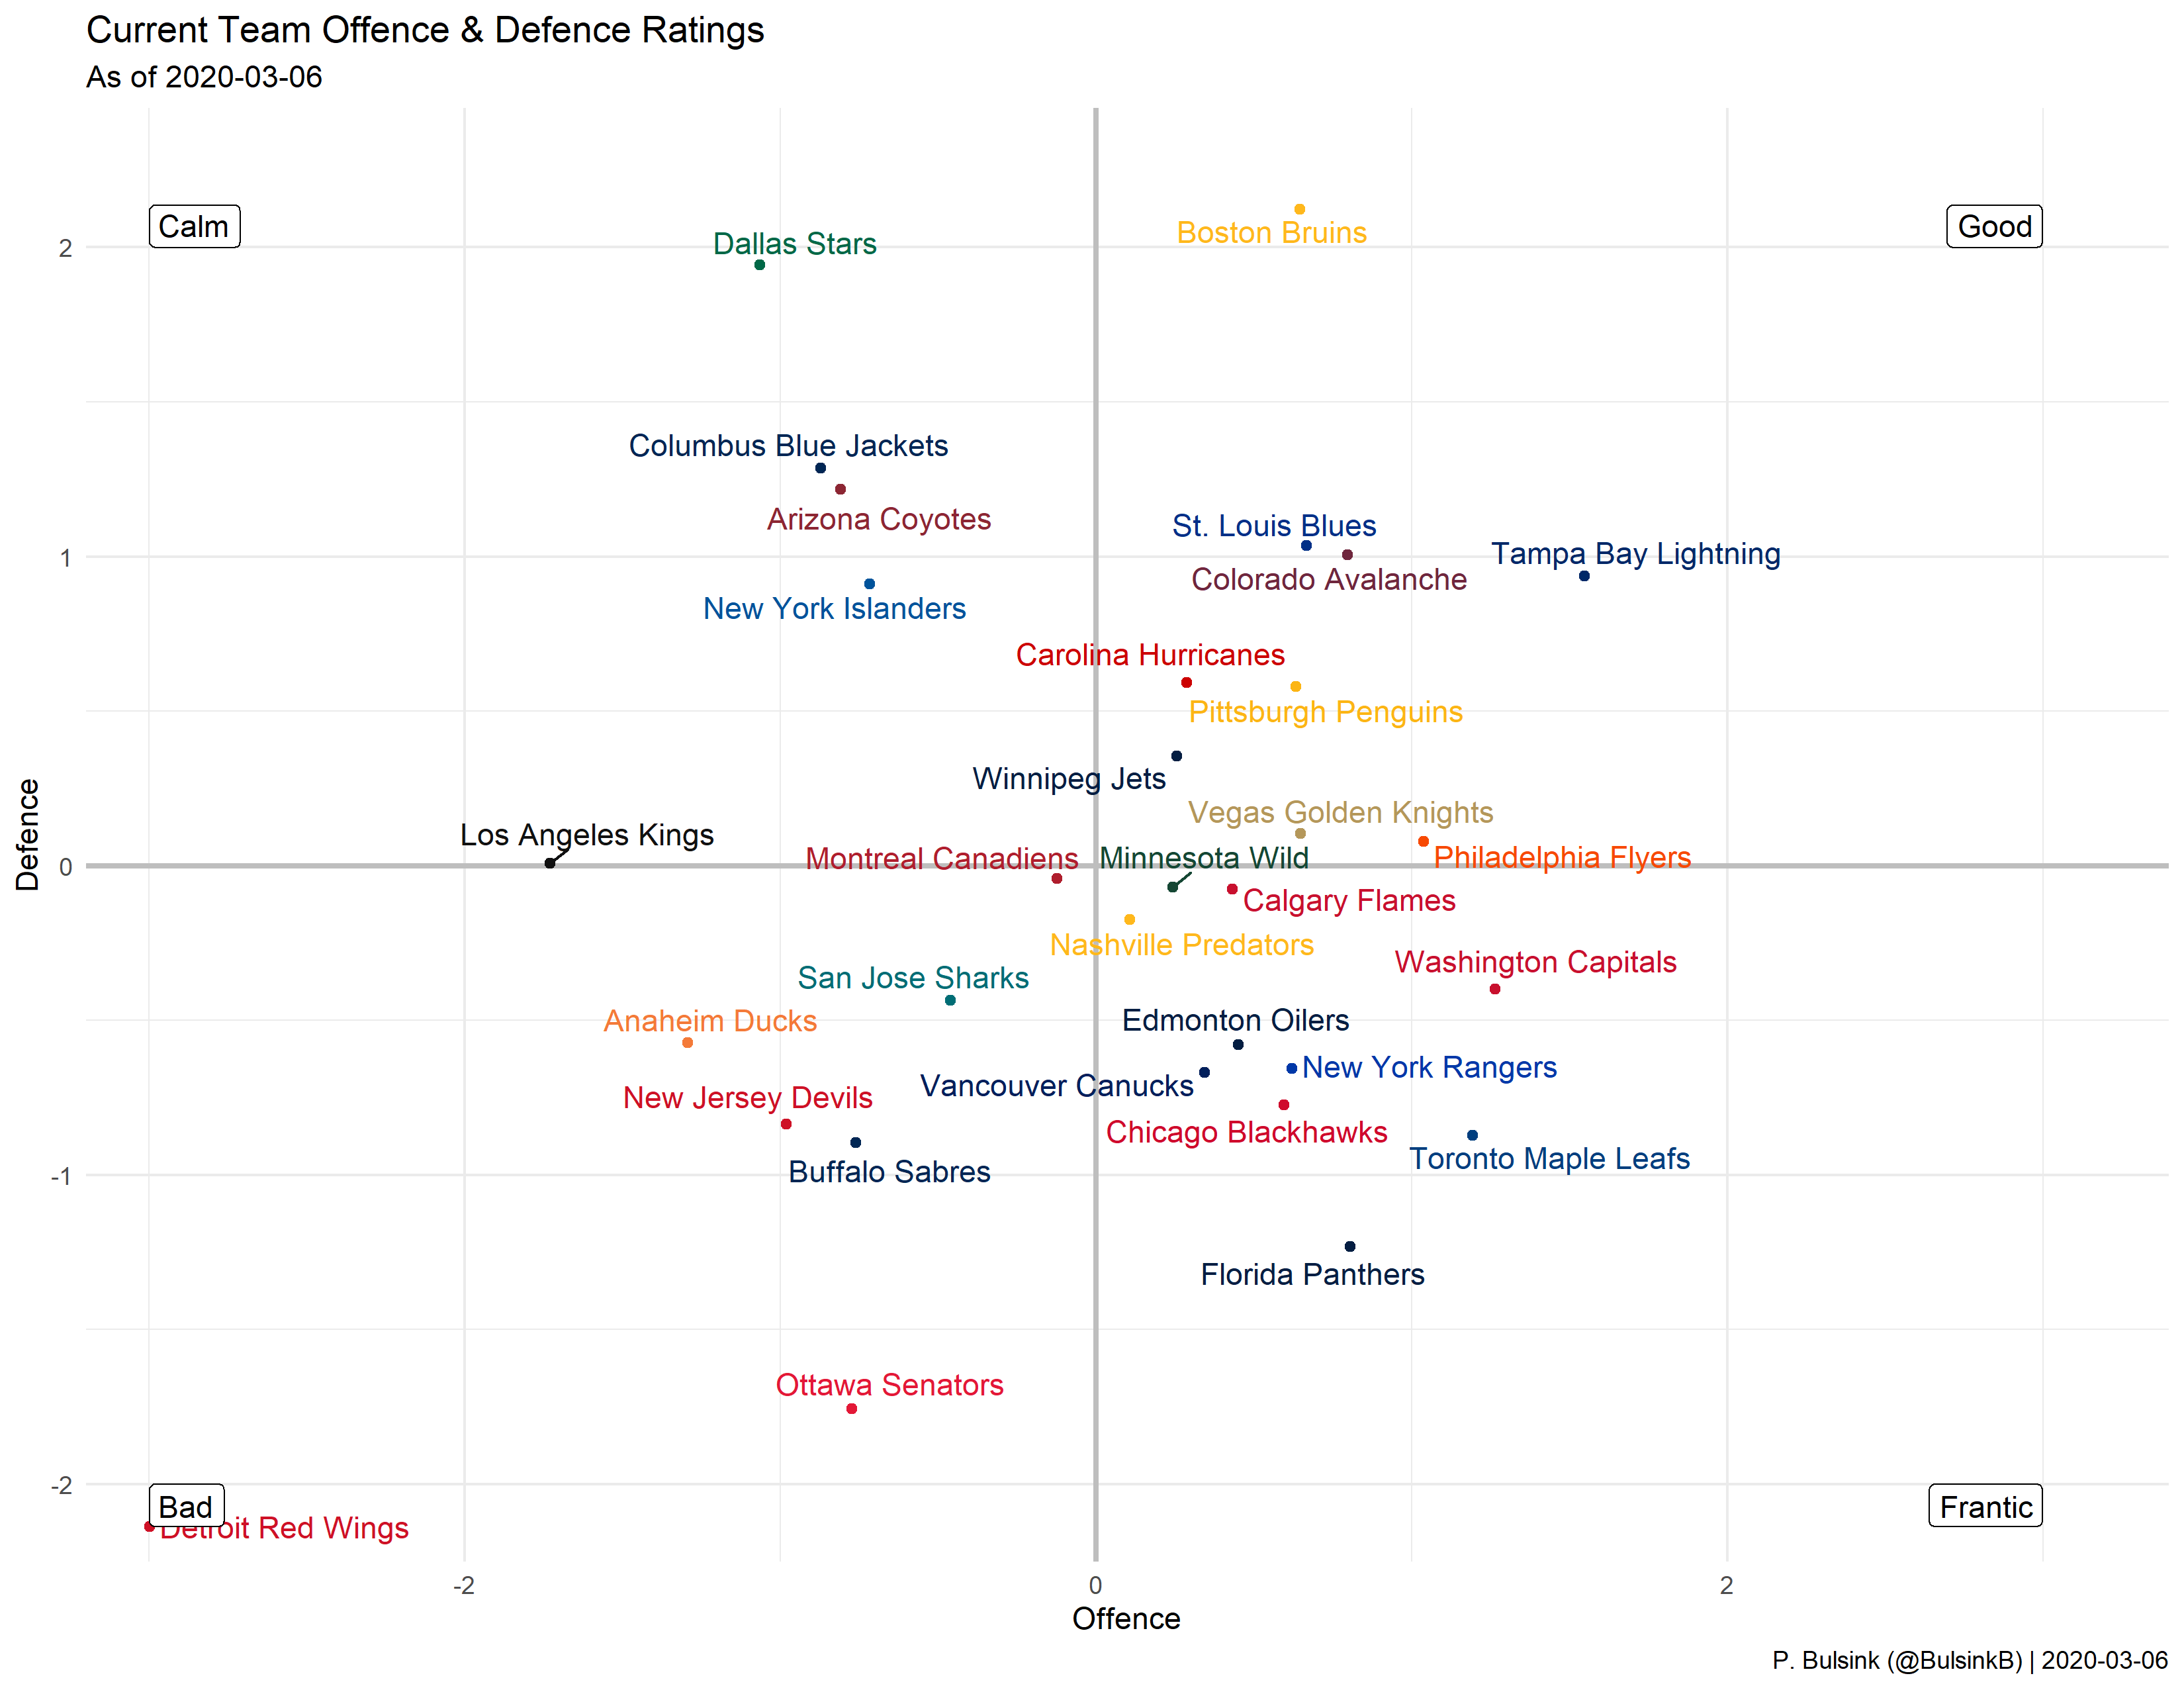 Current Team Offence & Defence Ratings
As of 2020-03-06
Calm
Good
Boston Bruins
Dallas Stars
2
Columbus Blue Jackets
Arizona Coyotes
St. Louis Blues
Tampa Bay Lightning
1
Colorado Avalanche
New York Islanders
Carolina Hurricanes
Pittsburgh Penguins
Winnipeg Jets
Vegas Golden Knights
Los Angeles Kings
Defence
Montreal Canadiens
Minnesota Wild
Philadelphia Flyers
0
Calgary Flames
Nashville Predators
Washington Capitals
San Jose Sharks
Anaheim Ducks
Edmonton Oilers
New York Rangers
Vancouver Canucks
New Jersey Devils
Chicago Blackhawks
Toronto Maple Leafs
Buffalo Sabres
-1
Florida Panthers
Ottawa Senators
-2
Bad
Frantic
Detroit Red Wings
-2
0
2
Offence
P. Bulsink (@BulsinkB) | 2020-03-06